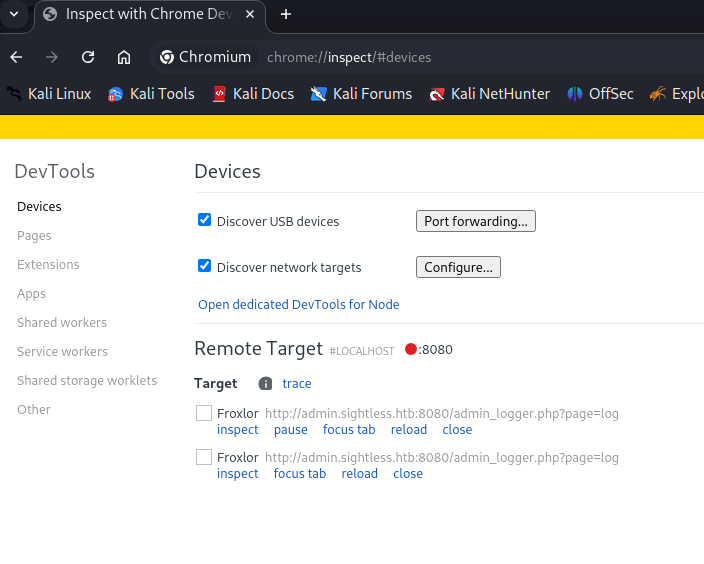 Inspect with Chrome Dev
Chromium chrome://inspect/#devices
Kali Linux Kali Tools Kali Docs Kali Forums Kali NetHunter OffSec Explo
DevTools
Devices
Pages
Extensions
Apps
Shared workers
Service workers
Shared storage worklets
Other
Devices
Discover USB devices Port forwarding...
Discover network targets Configure...
Open dedicated DevTools for Node
Remote Target #LOCALHOST :8080
Target trace
Froxlor http://admin.sightless.htb:8080/admin_logger.php?page=log
inspect pause focus tab reload close
Froxlor http://admin.sightless.htb:8080/admin_logger.php?page=log
inspect focus tab reload close